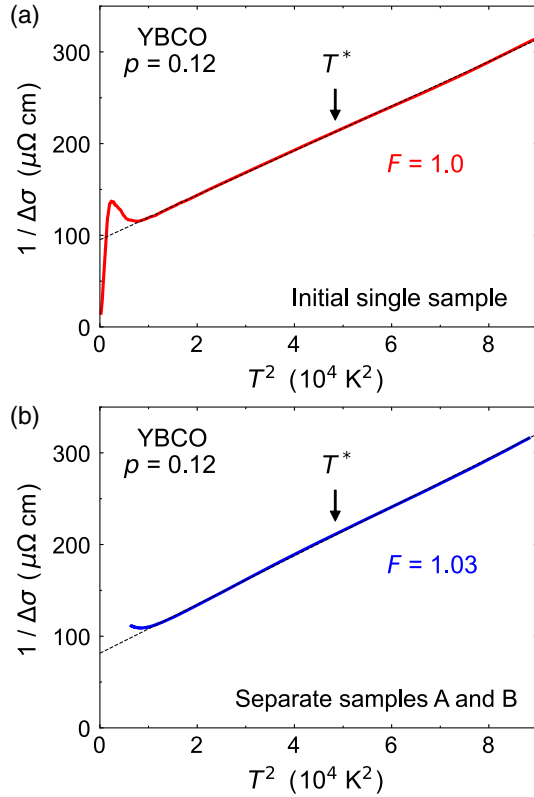 (a)
YBCO
p = 0.12
T*
F = 1.0
Initial single sample
1 / Δσ (μΩ cm)
300
200
100
0
0 2 4 6 8
T² (10⁴ K²)
(b)
YBCO
p = 0.12
T*
F = 1.03
Separate samples A and B
1 / Δσ (μΩ cm)
300
200
100
0
0 2 4 6 8
T² (10⁴ K²)